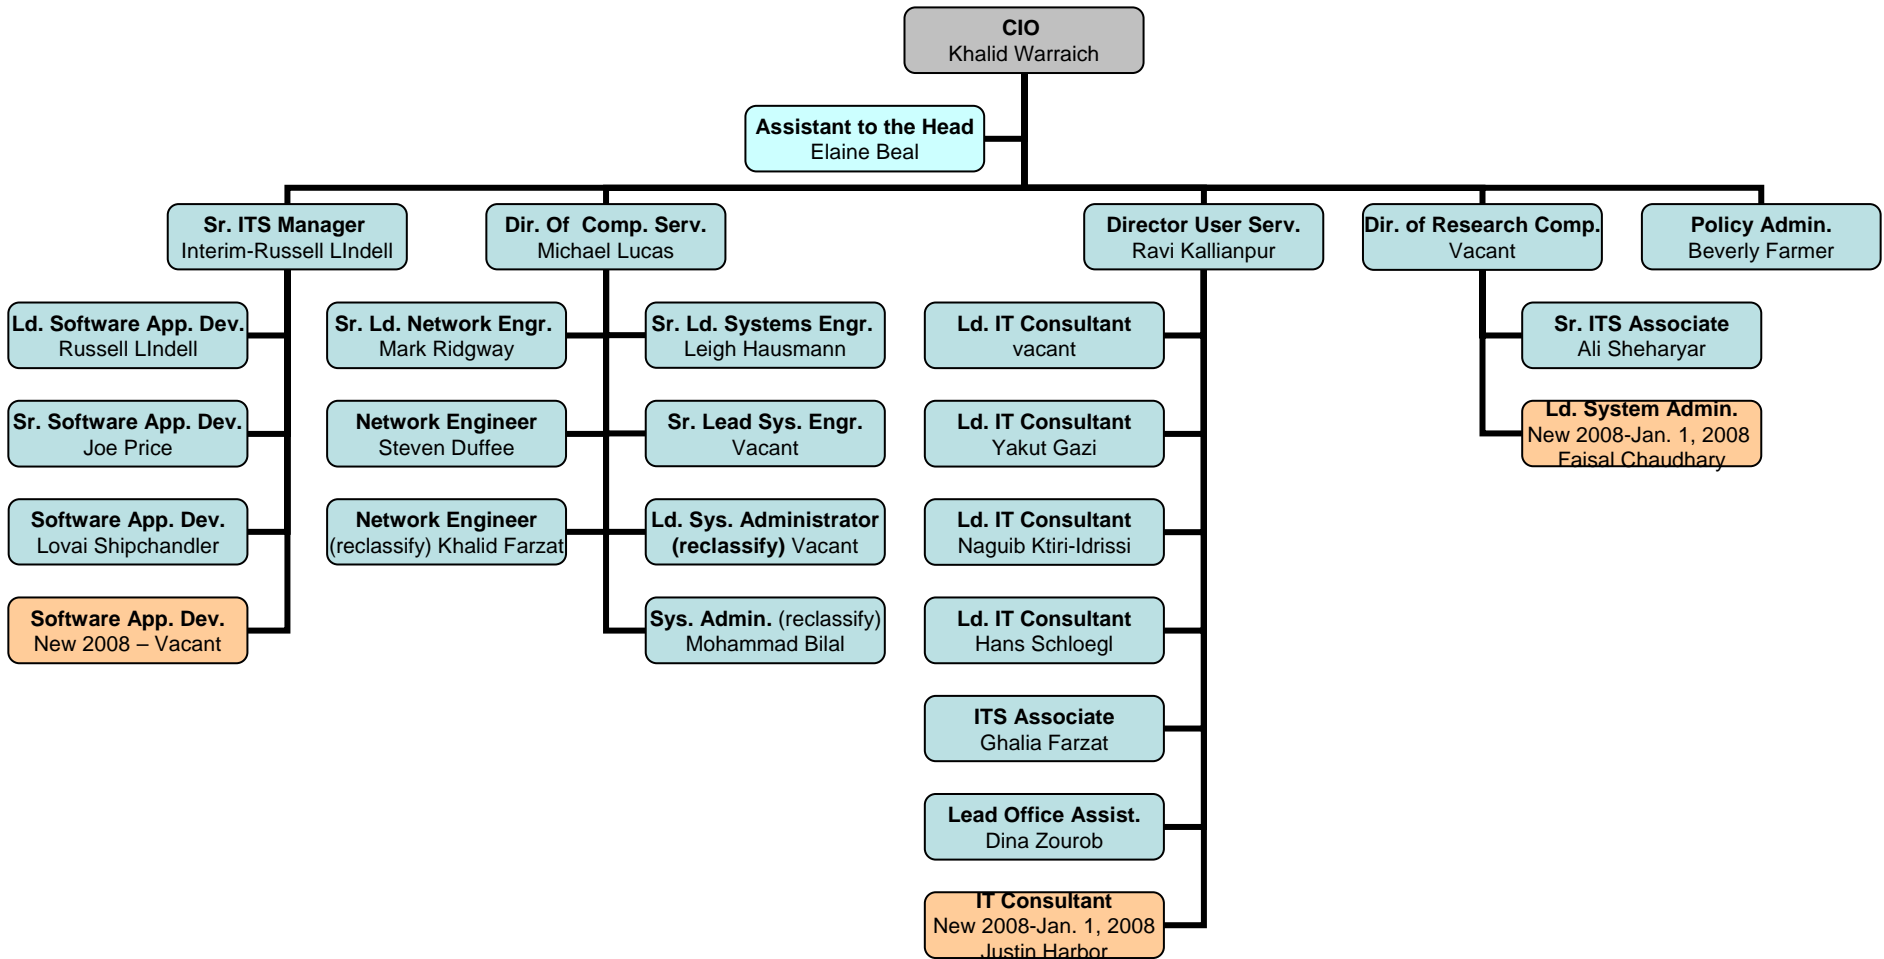 CIO
Khalid Warraich
Assistant to the Head
Elaine Beal
Sr. ITS Manager
Interim-Russell LIndell
Dir. Of  Comp. Serv.
Michael Lucas
Director User Serv.
Ravi Kallianpur
Dir. of Research Comp.
Vacant
Policy Admin.
Beverly Farmer
Ld. Software App. Dev.
Russell LIndell
Sr. Software App. Dev.
Joe Price
Software App. Dev.
Lovai Shipchandler
Software App. Dev.
New 2008 – Vacant
Sr. Ld. Network Engr.
Mark Ridgway
Network Engineer
Steven Duffee
Network Engineer
(reclassify) Khalid Farzat
Sr. Ld. Systems Engr.
Leigh Hausmann
Sr. Lead Sys. Engr.
Vacant
Ld. Sys. Administrator
(reclassify) Vacant
Sys. Admin. (reclassify)
Mohammad Bilal
Ld. IT Consultant
vacant
Ld. IT Consultant
Yakut Gazi
Ld. IT Consultant
Naguib Ktiri-Idrissi
Ld. IT Consultant
Hans Schloegl
ITS Associate
Ghalia Farzat
Lead Office Assist.
Dina Zourob
IT Consultant
New 2008-Jan. 1, 2008
Justin Harbor
Sr. ITS Associate
Ali Sheharyar
Ld. System Admin.
New 2008-Jan. 1, 2008
Faisal Chaudhary